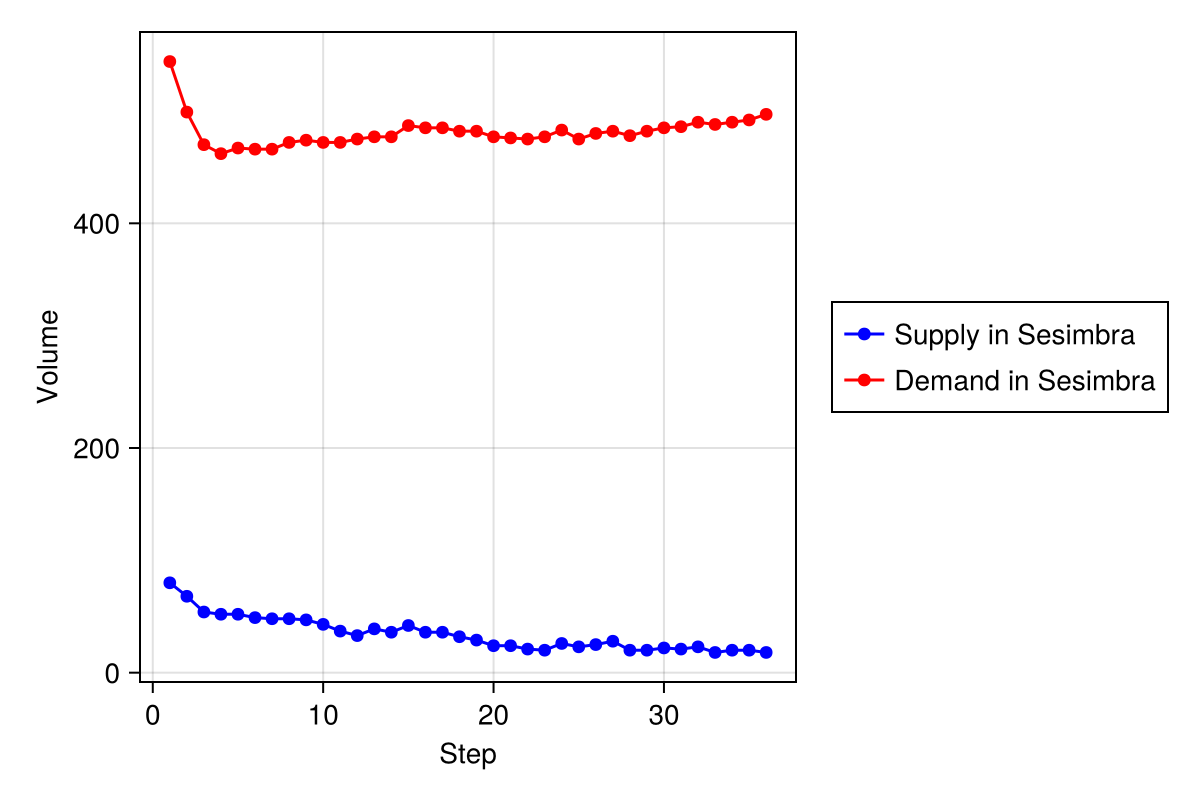 400
200
0
Volume
0 10 20 30
Step
Supply in Sesimbra
Demand in Sesimbra